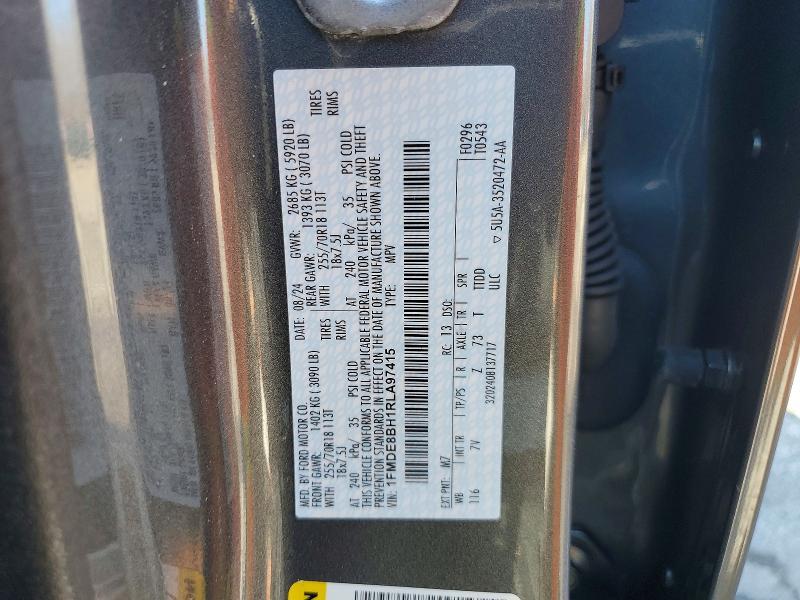 MFD. BY FORD MOTOR CO. DATE: 08/24 GVWR: 2685 KG ( 5920 LB)
FRONT GAWR: 1402 KG ( 3090 LB) REAR GAWR: 1393 KG ( 3070 LB)
WITH 255/70R18 113T TIRES WITH 255/70R18 113T TIRES
18x7.5J RIMS 18x7.5J RIMS
AT 240 kPa/ 35 PSI COLD AT 240 kPa/ 35 PSI COLD
THIS VEHICLE CONFORMS TO ALL APPLICABLE FEDERAL MOTOR VEHICLE SAFETY AND THEFT
PREVENTION STANDARDS IN EFFECT ON THE DATE OF MANUFACTURE SHOWN ABOVE.
VIN: 1FMDE8BH1RLA97415 TYPE: MPV
F0296
EXT PNT: M7 RC: 13 DSO: T0543
WB INT TR TP/PS R AXLE TR SPR
116 7V Z 73 T TTDD
ULC
3202408137717 5U5A-3520472-AA
N